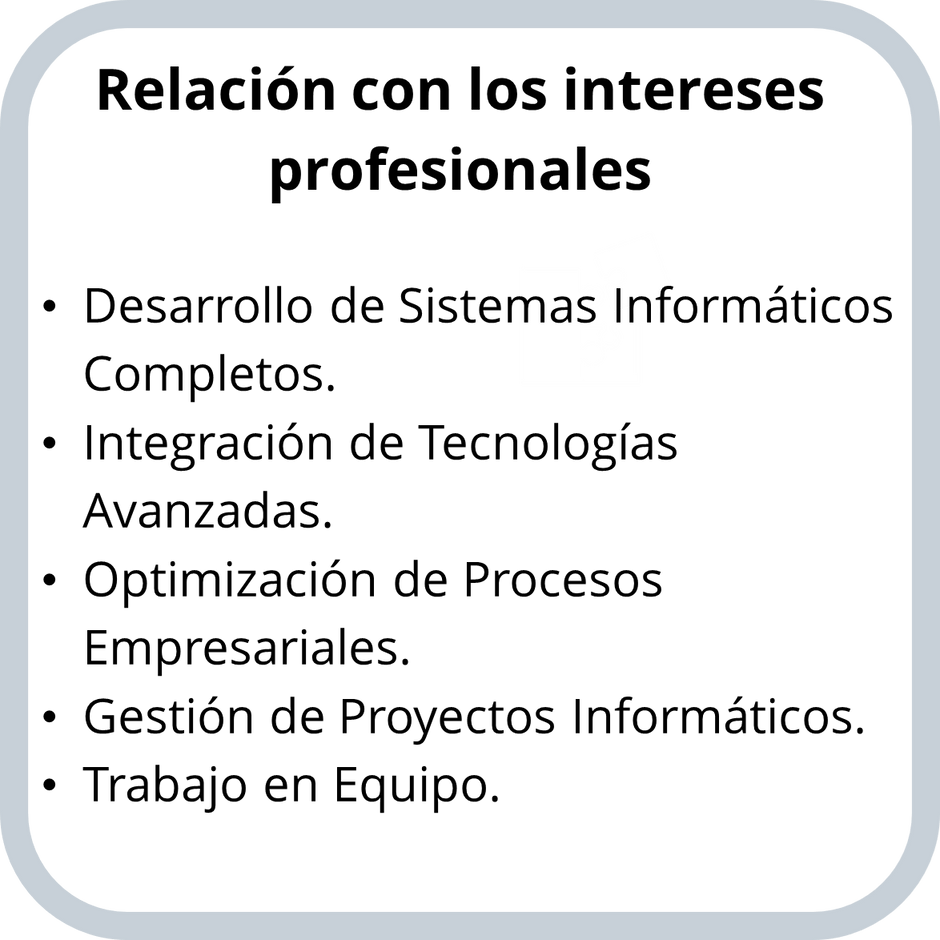 Relación con los intereses
profesionales
• Desarrollo de Sistemas Informáticos
Completos.
• Integración de Tecnologías
Avanzadas.
• Optimización de Procesos
Empresariales.
• Gestión de Proyectos Informáticos.
• Trabajo en Equipo.